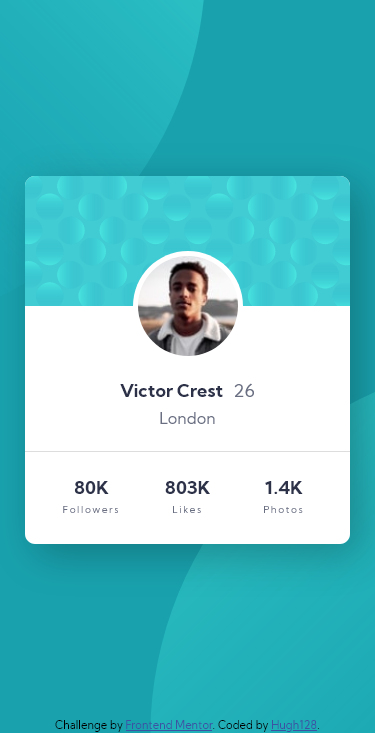 Victor Crest 26
London
80K 803K 1.4K
Followers Likes Photos
Challenge by Frontend Mentor. Coded by Hugh128.